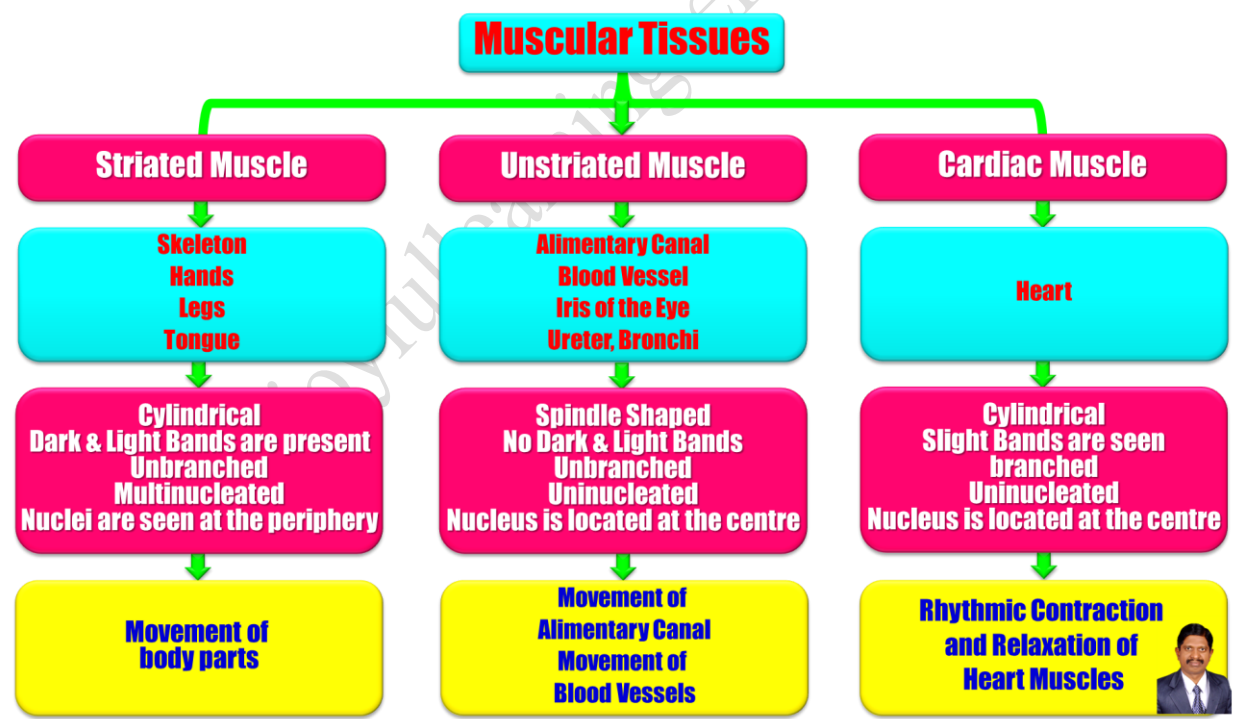 Muscular Tissues
Striated Muscle
Skeleton
Hands
Legs
Tongue
Cylindrical
Dark & Light Bands are present
Unbranched
Multinucleated
Nuclei are seen at the periphery
Movement of
body parts
Unstriated Muscle
Alimentary Canal
Blood Vessel
Iris of the Eye
Ureter, Bronchi
Spindle Shaped
No Dark & Light Bands
Unbranched
Uninucleated
Nucleus is located at the centre
Movement of
Alimentary Canal
Movement of
Blood Vessels
Cardiac Muscle
Heart
Cylindrical
Slight Bands are seen
branched
Uninucleated
Nucleus is located at the centre
Rhythmic Contraction
and Relaxation of
Heart Muscles